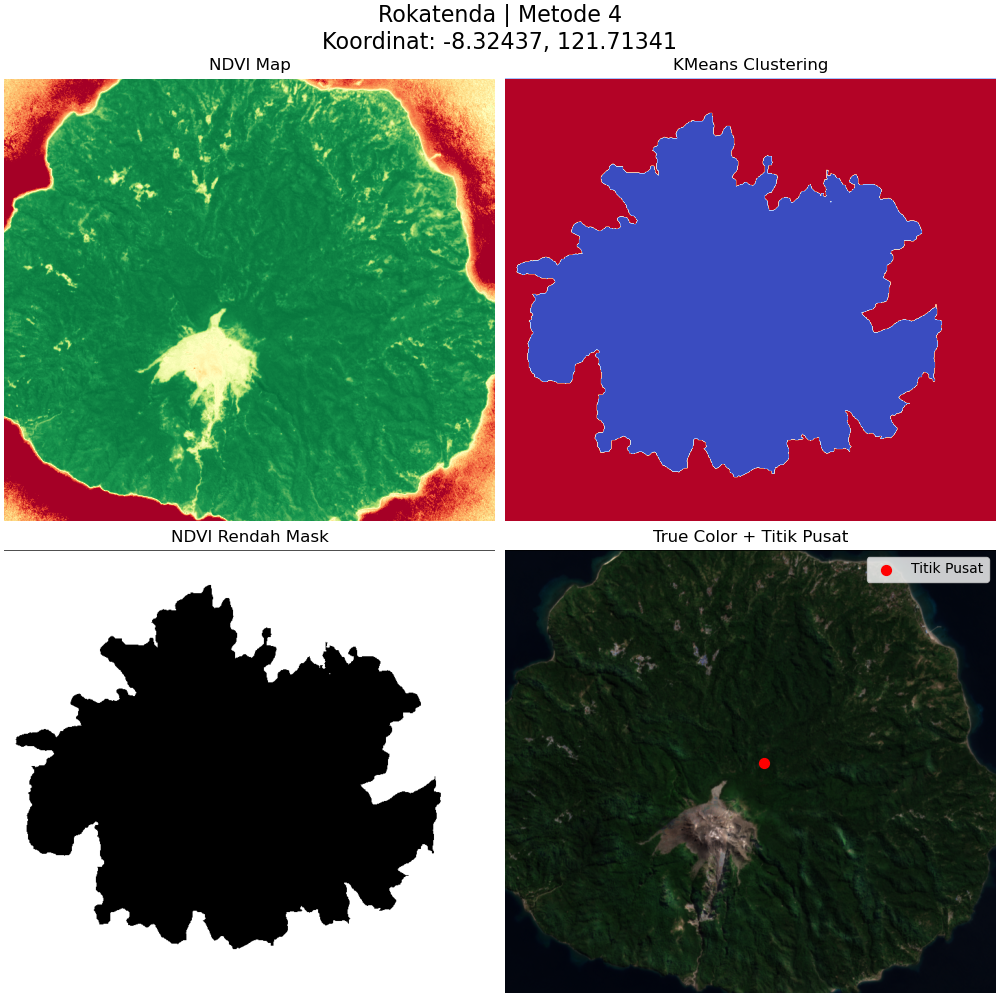 Rokatenda | Metode 4
Koordinat: -8.32437, 121.71341
NDVI Map
KMeans Clustering
NDVI Rendah Mask
True Color + Titik Pusat
Titik Pusat